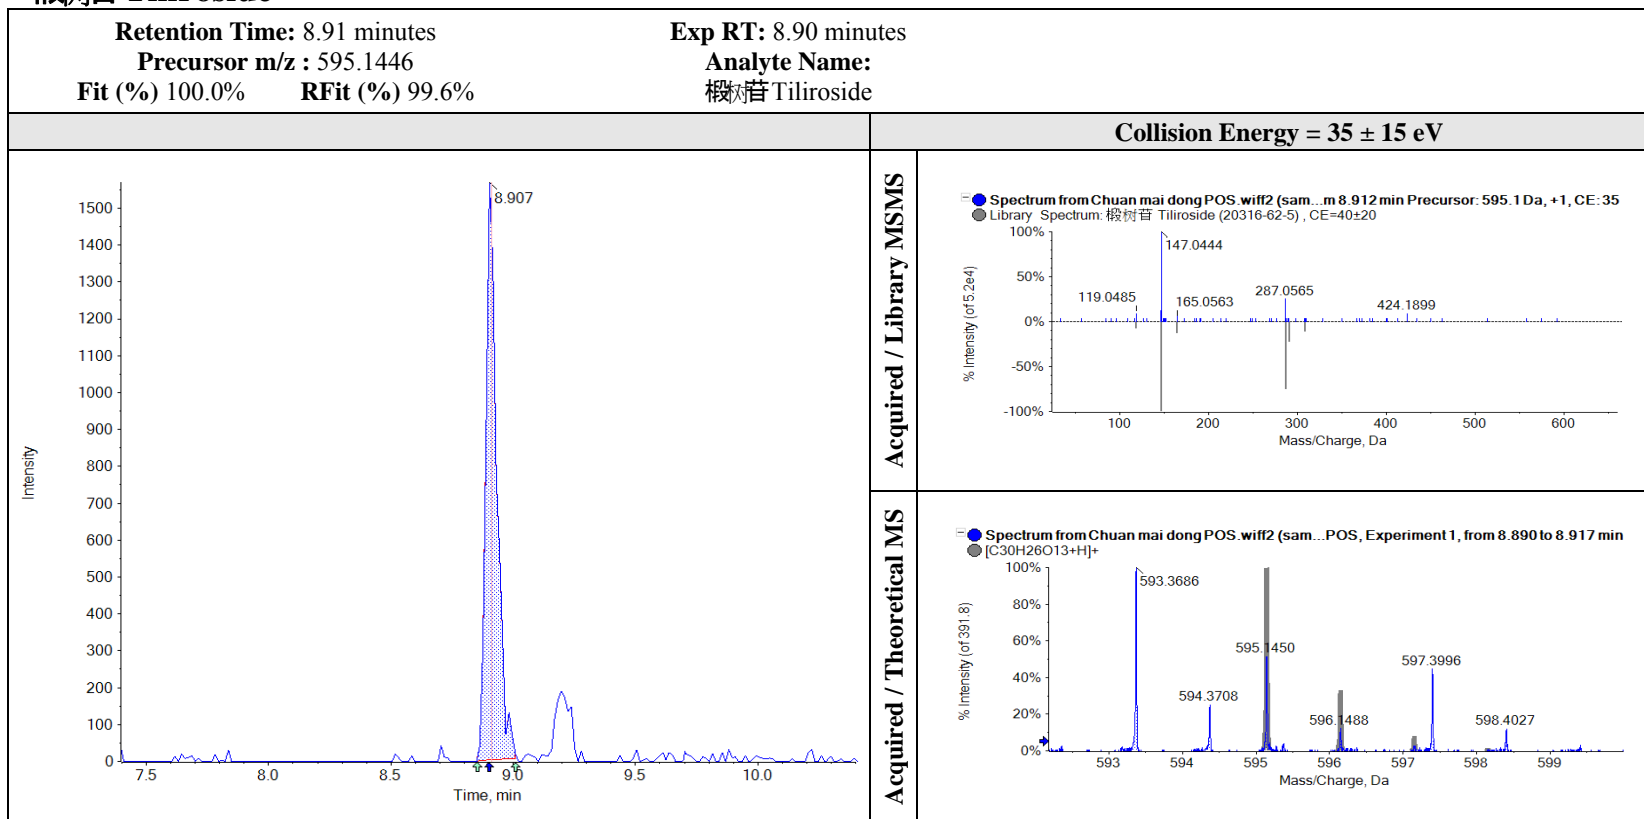 Retention Time: 8.91 minutes
Exp RT: 8.90 minutes
Precursor m/z : 595.1446
Analyte Name:
Fit (%) 100.0% RFit (%) 99.6%
椴树苷Tiliroside
Collision Energy = 35 ± 15 eV
8.907
1500
1400
1300
1200
1100
1000
900
800
700
600
500
400
300
200
100
0
Intensity
7.5 8.0 8.5 9.0 9.5 10.0
Time, min
Acquired / Library MSMS
Spectrum from Chuan mai dong POS.wiff2 (sam...m 8.912 min Precursor: 595.1 Da, +1, CE: 35
Library Spectrum: 椴树苷 Tiliroside (20316-62-5) , CE=40±20
100%
50%
0%
-50%
-100%
% Intensity (of 5.2e4)
147.0444
119.0485
165.0563
287.0565
424.1899
100 200 300 400 500 600
Mass/Charge, Da
Acquired / Theoretical MS
Spectrum from Chuan mai dong POS.wiff2 (sam...POS, Experiment 1, from 8.890 to 8.917 min
[C30H26O13+H]+
100%
80%
60%
40%
20%
0%
% Intensity (of 391.8)
593.3686
594.3708
595.1450
596.1488
597.3996
598.4027
593 594 595 596 597 598 599
Mass/Charge, Da